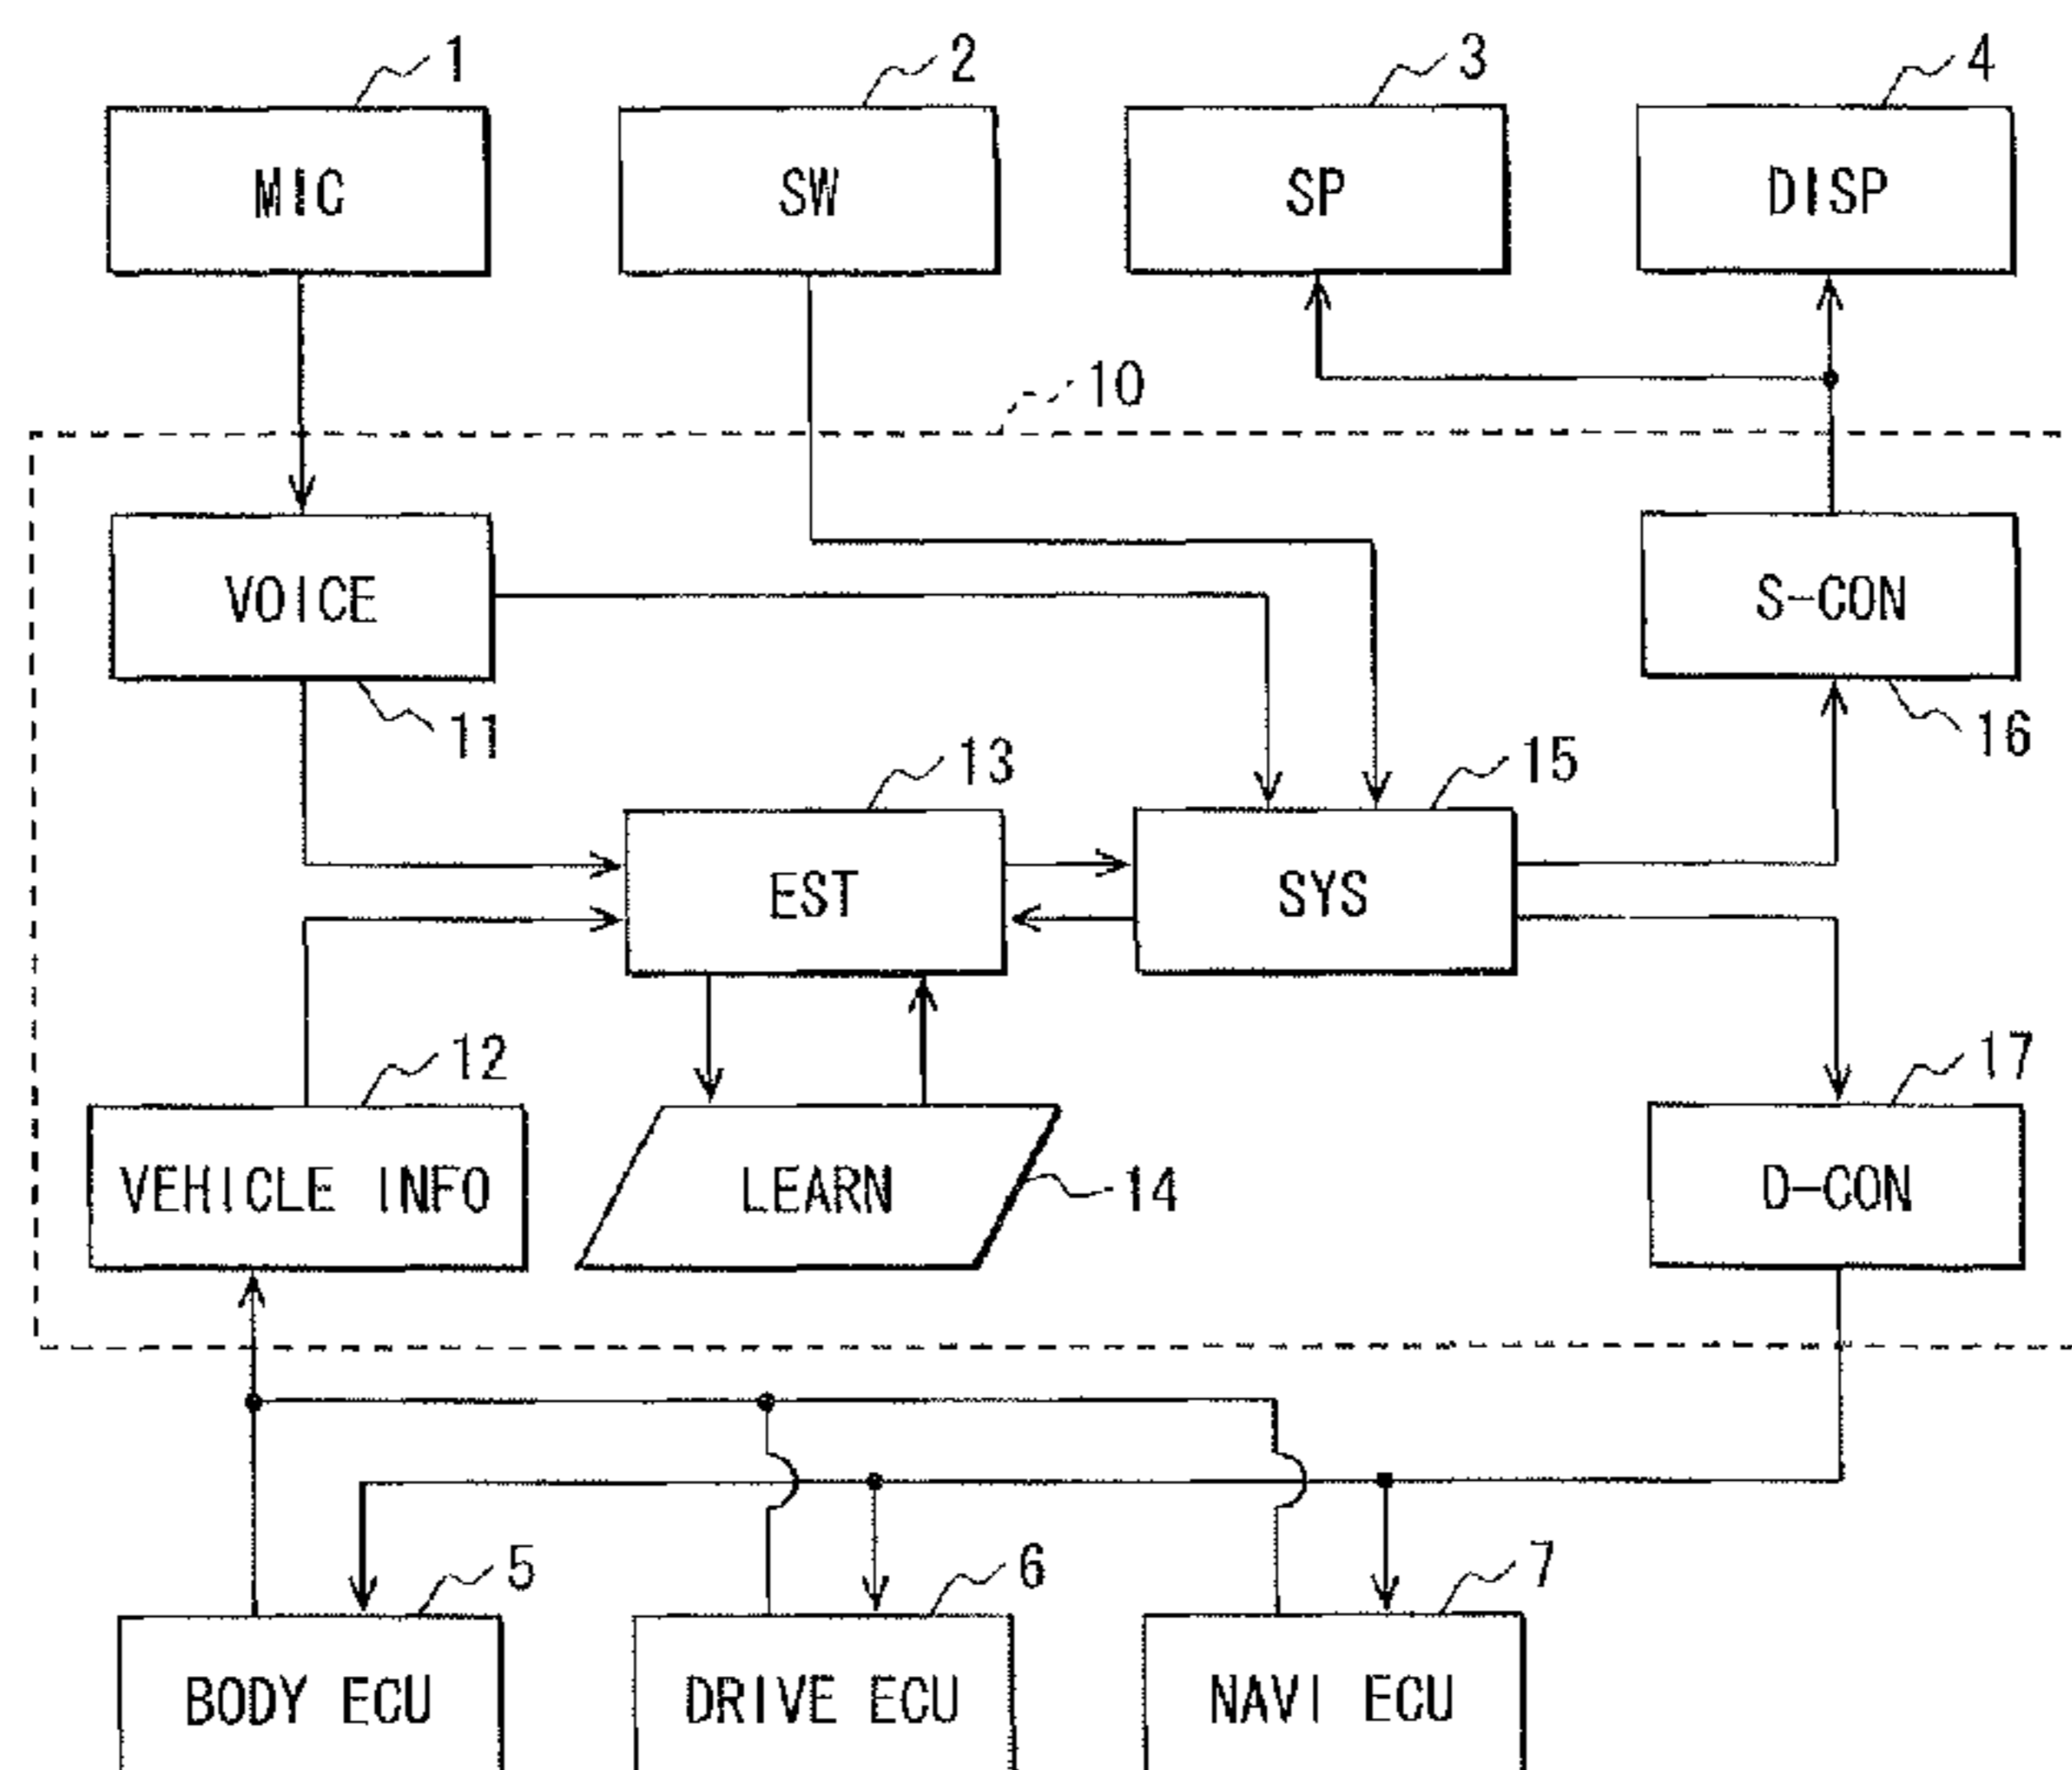 1
2
3
4
MIC
SW
SP
DISP
10
VOICE
S-CON
11
16
13
15
EST
SYS
12
17
VEHICLE INFO
LEARN
14
D-CON
5
6
7
BODY ECU
DRIVE ECU
NAVI ECU